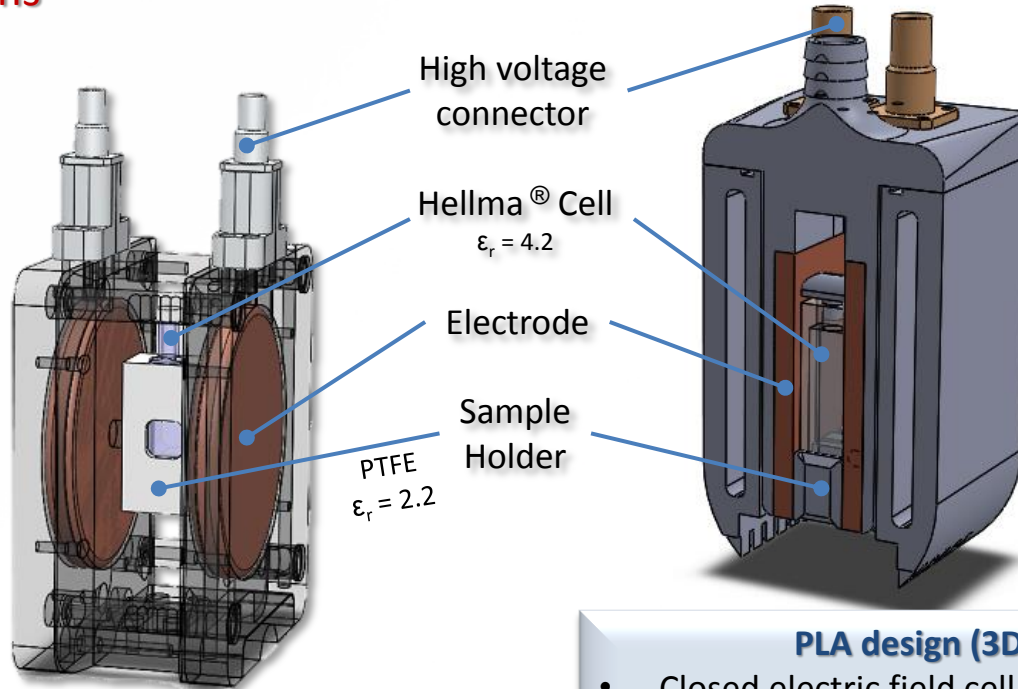 High voltage
connector
Hellma ® Cell
εr = 4.2
Electrode
Sample
Holder
PTFE
εr = 2.2
PLA design (3D
• Closed electric field cell